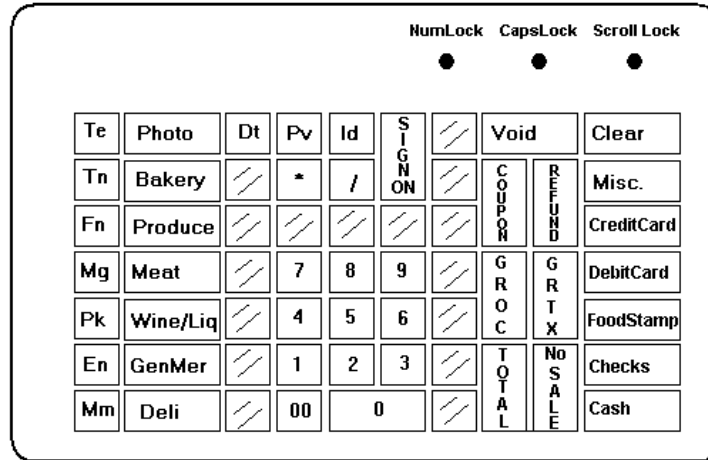 NumLock CapsLock Scroll Lock
Te Photo Dt Pv Id SIGN ON Void Clear
Tn Bakery * / COUPON REFUND Misc.
Fn Produce CreditCard
Mg Meat 7 8 9 GROC GRTX DebitCard
Pk Wine/Liq 4 5 6 FoodStamp
En GenMer 1 2 3 TOTAL No SALE Checks
Mm Deli 00 0 Cash